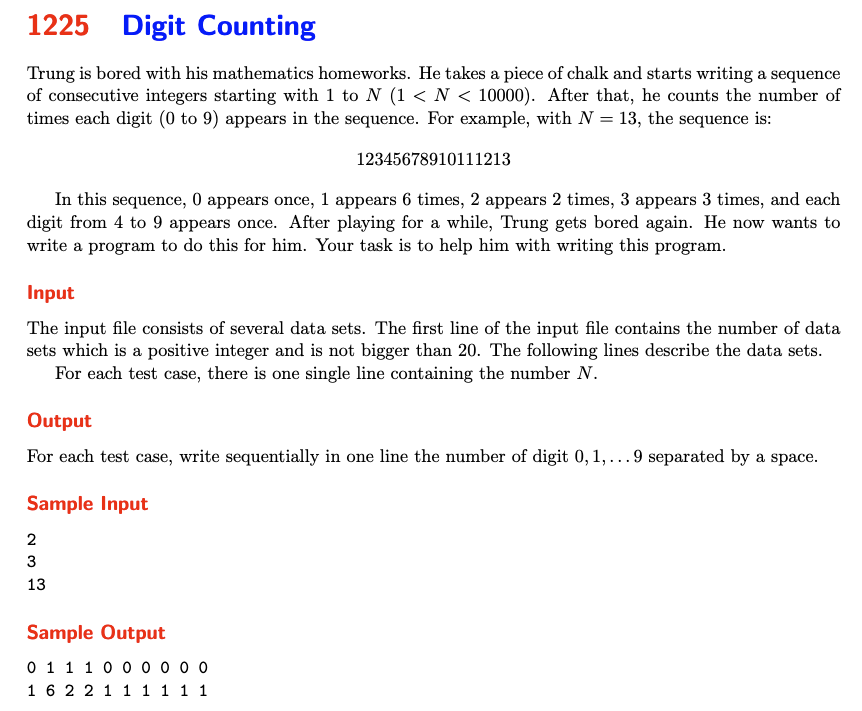 1225 Digit Counting
Trung is bored with his mathematics homeworks. He takes a piece of chalk and starts writing a sequence
of consecutive integers starting with 1 to N (1 < N < 10000). After that, he counts the number of
times each digit (0 to 9) appears in the sequence. For example, with N = 13, the sequence is:
12345678910111213
In this sequence, 0 appears once, 1 appears 6 times, 2 appears 2 times, 3 appears 3 times, and each
digit from 4 to 9 appears once. After playing for a while, Trung gets bored again. He now wants to
write a program to do this for him. Your task is to help him with writing this program.
Input
The input file consists of several data sets. The first line of the input file contains the number of data
sets which is a positive integer and is not bigger than 20. The following lines describe the data sets.
For each test case, there is one single line containing the number N.
Output
For each test case, write sequentially in one line the number of digit 0, 1, . . . 9 separated by a space.
Sample Input
2
3
13
Sample Output
0 1 1 1 0 0 0 0 0 0
1 6 2 2 1 1 1 1 1 1